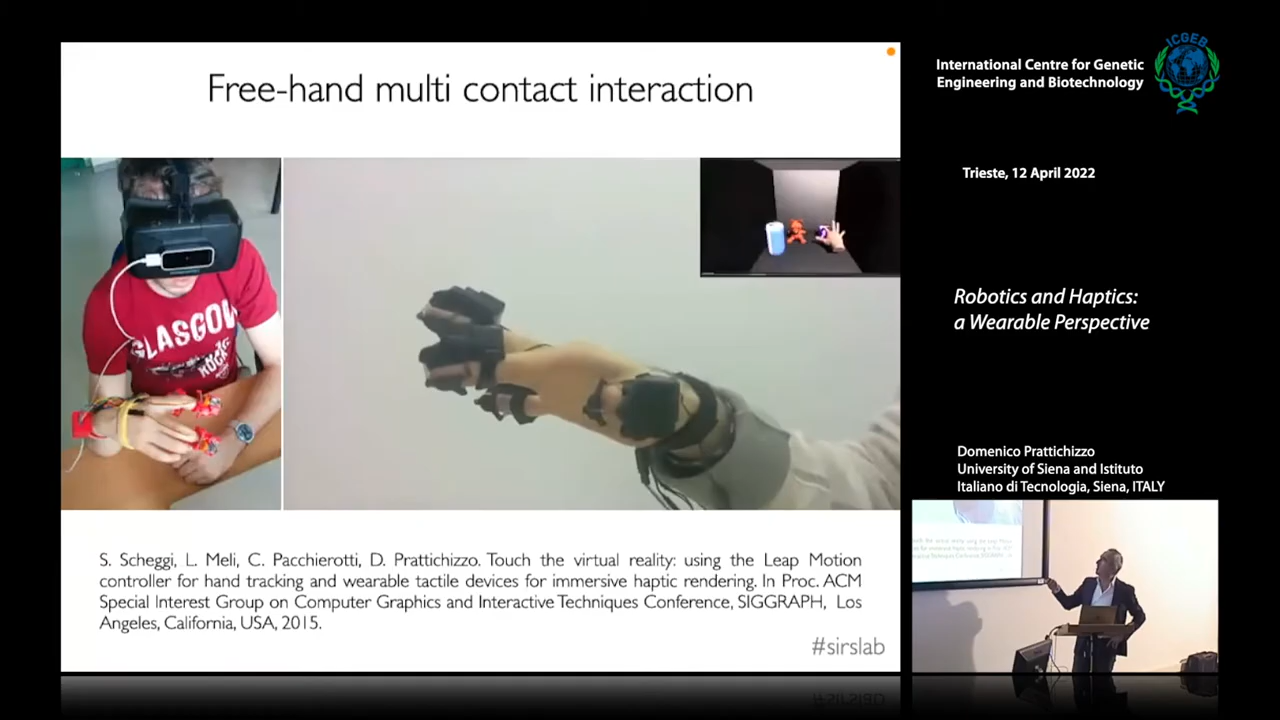 Free-hand multi contact interaction
GLASGOW
ROCKS
S. Scheggi, L. Meli, C. Pacchierotti, D. Prattichizzo. Touch the virtual reality: using the Leap Motion
controller for hand tracking and wearable tactile devices for immersive haptic rendering. In Proc. ACM
Special Interest Group on Computer Graphics and Interactive Techniques Conference, SIGGRAPH, Los
Angeles, California, USA, 2015.
#sirslab
International Centre for Genetic
Engineering and Biotechnology
ICGEB
Trieste, 12 April 2022
Robotics and Haptics:
a Wearable Perspective
Domenico Prattichizzo
University of Siena and Istituto
Italiano di Tecnologia, Siena, ITALY